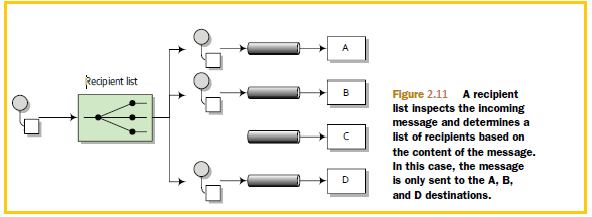 Recipient list
A
B
C
D
Figure 2.11 A recipient
list inspects the incoming
message and determines a
list of recipients based on
the content of the message.
In this case, the message
is only sent to the A, B,
and D destinations.